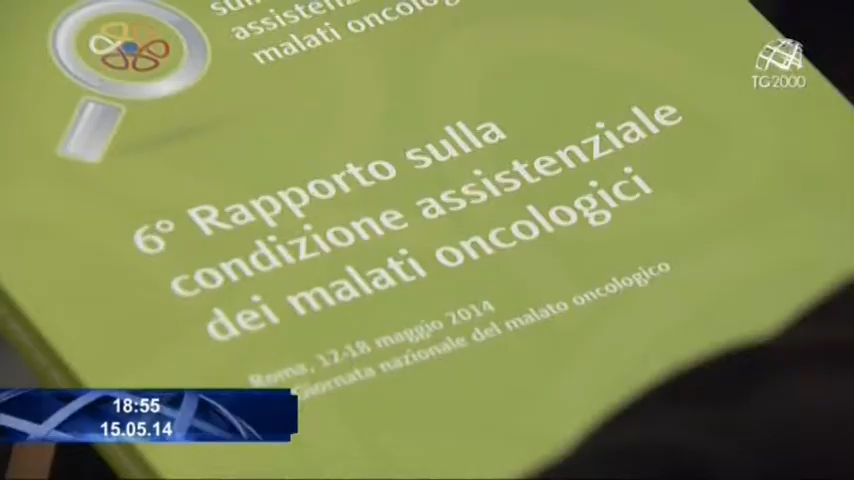 assistenz
malati oncolog
TG2000
6° Rapporto sulla
condizione assistenziale
dei malati oncologici
Roma, 12-18 maggio 2014
Giornata nazionale del malato oncologico
18:55
15.05.14